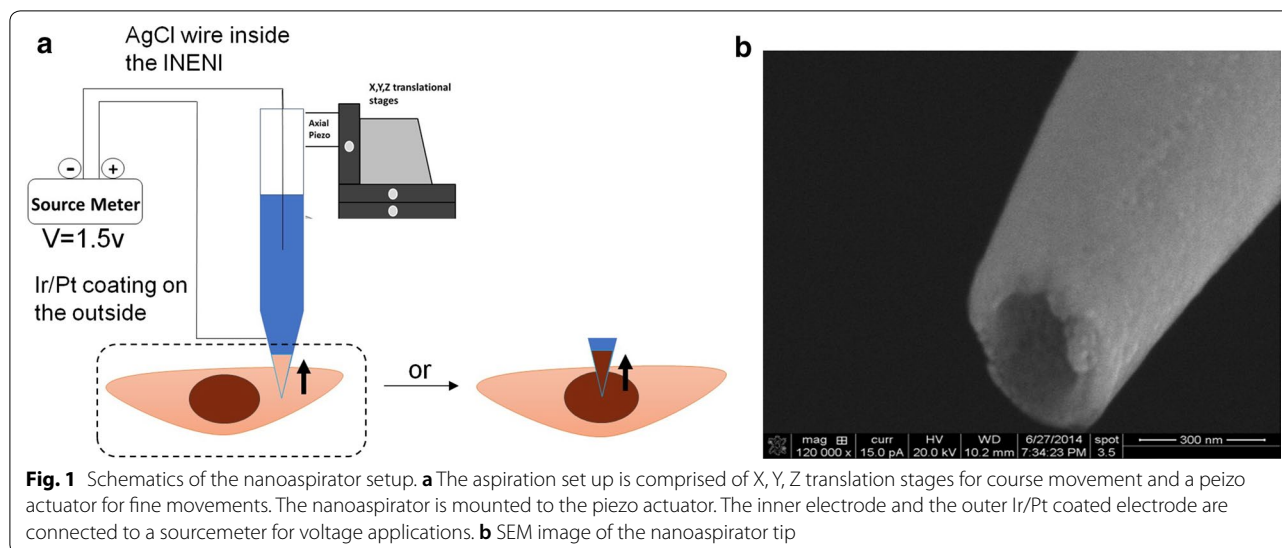 a
AgCl wire inside
the INENI
X,Y,Z translational
stages
Axial
Piezo
- +
Source Meter
V=1.5v
Ir/Pt coating on
the outside
or
b
mag curr HV WD 6/27/2014 spot
120 000 x 15.0 pA 20.0 kV 10.2 mm 7:34:23 PM 3.5
300 nm
Fig. 1 Schematics of the nanoaspirator setup. a The aspiration set up is comprised of X, Y, Z translation stages for course movement and a peizo
actuator for fine movements. The nanoaspirator is mounted to the piezo actuator. The inner electrode and the outer Ir/Pt coated electrode are
connected to a sourcemeter for voltage applications. b SEM image of the nanoaspirator tip